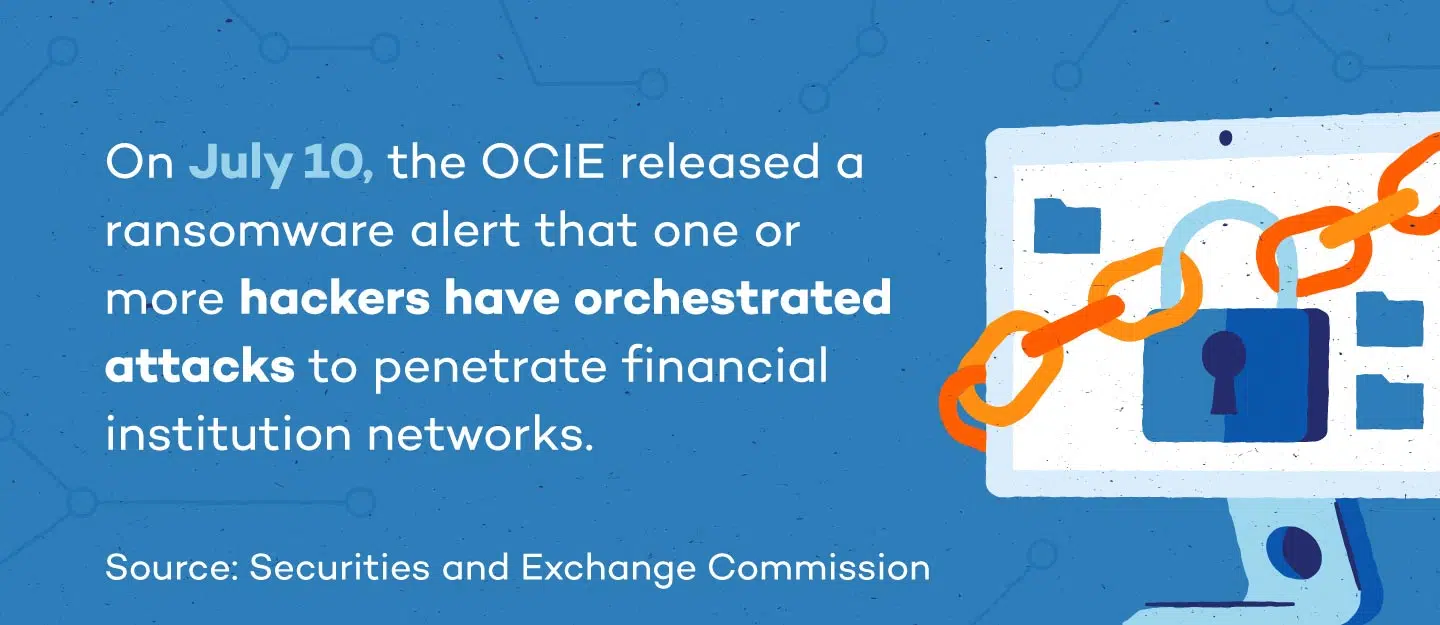 On July 10, the OCIE released a
ransomware alert that one or
more hackers have orchestrated
attacks to penetrate financial
institution networks.
Source: Securities and Exchange Commission